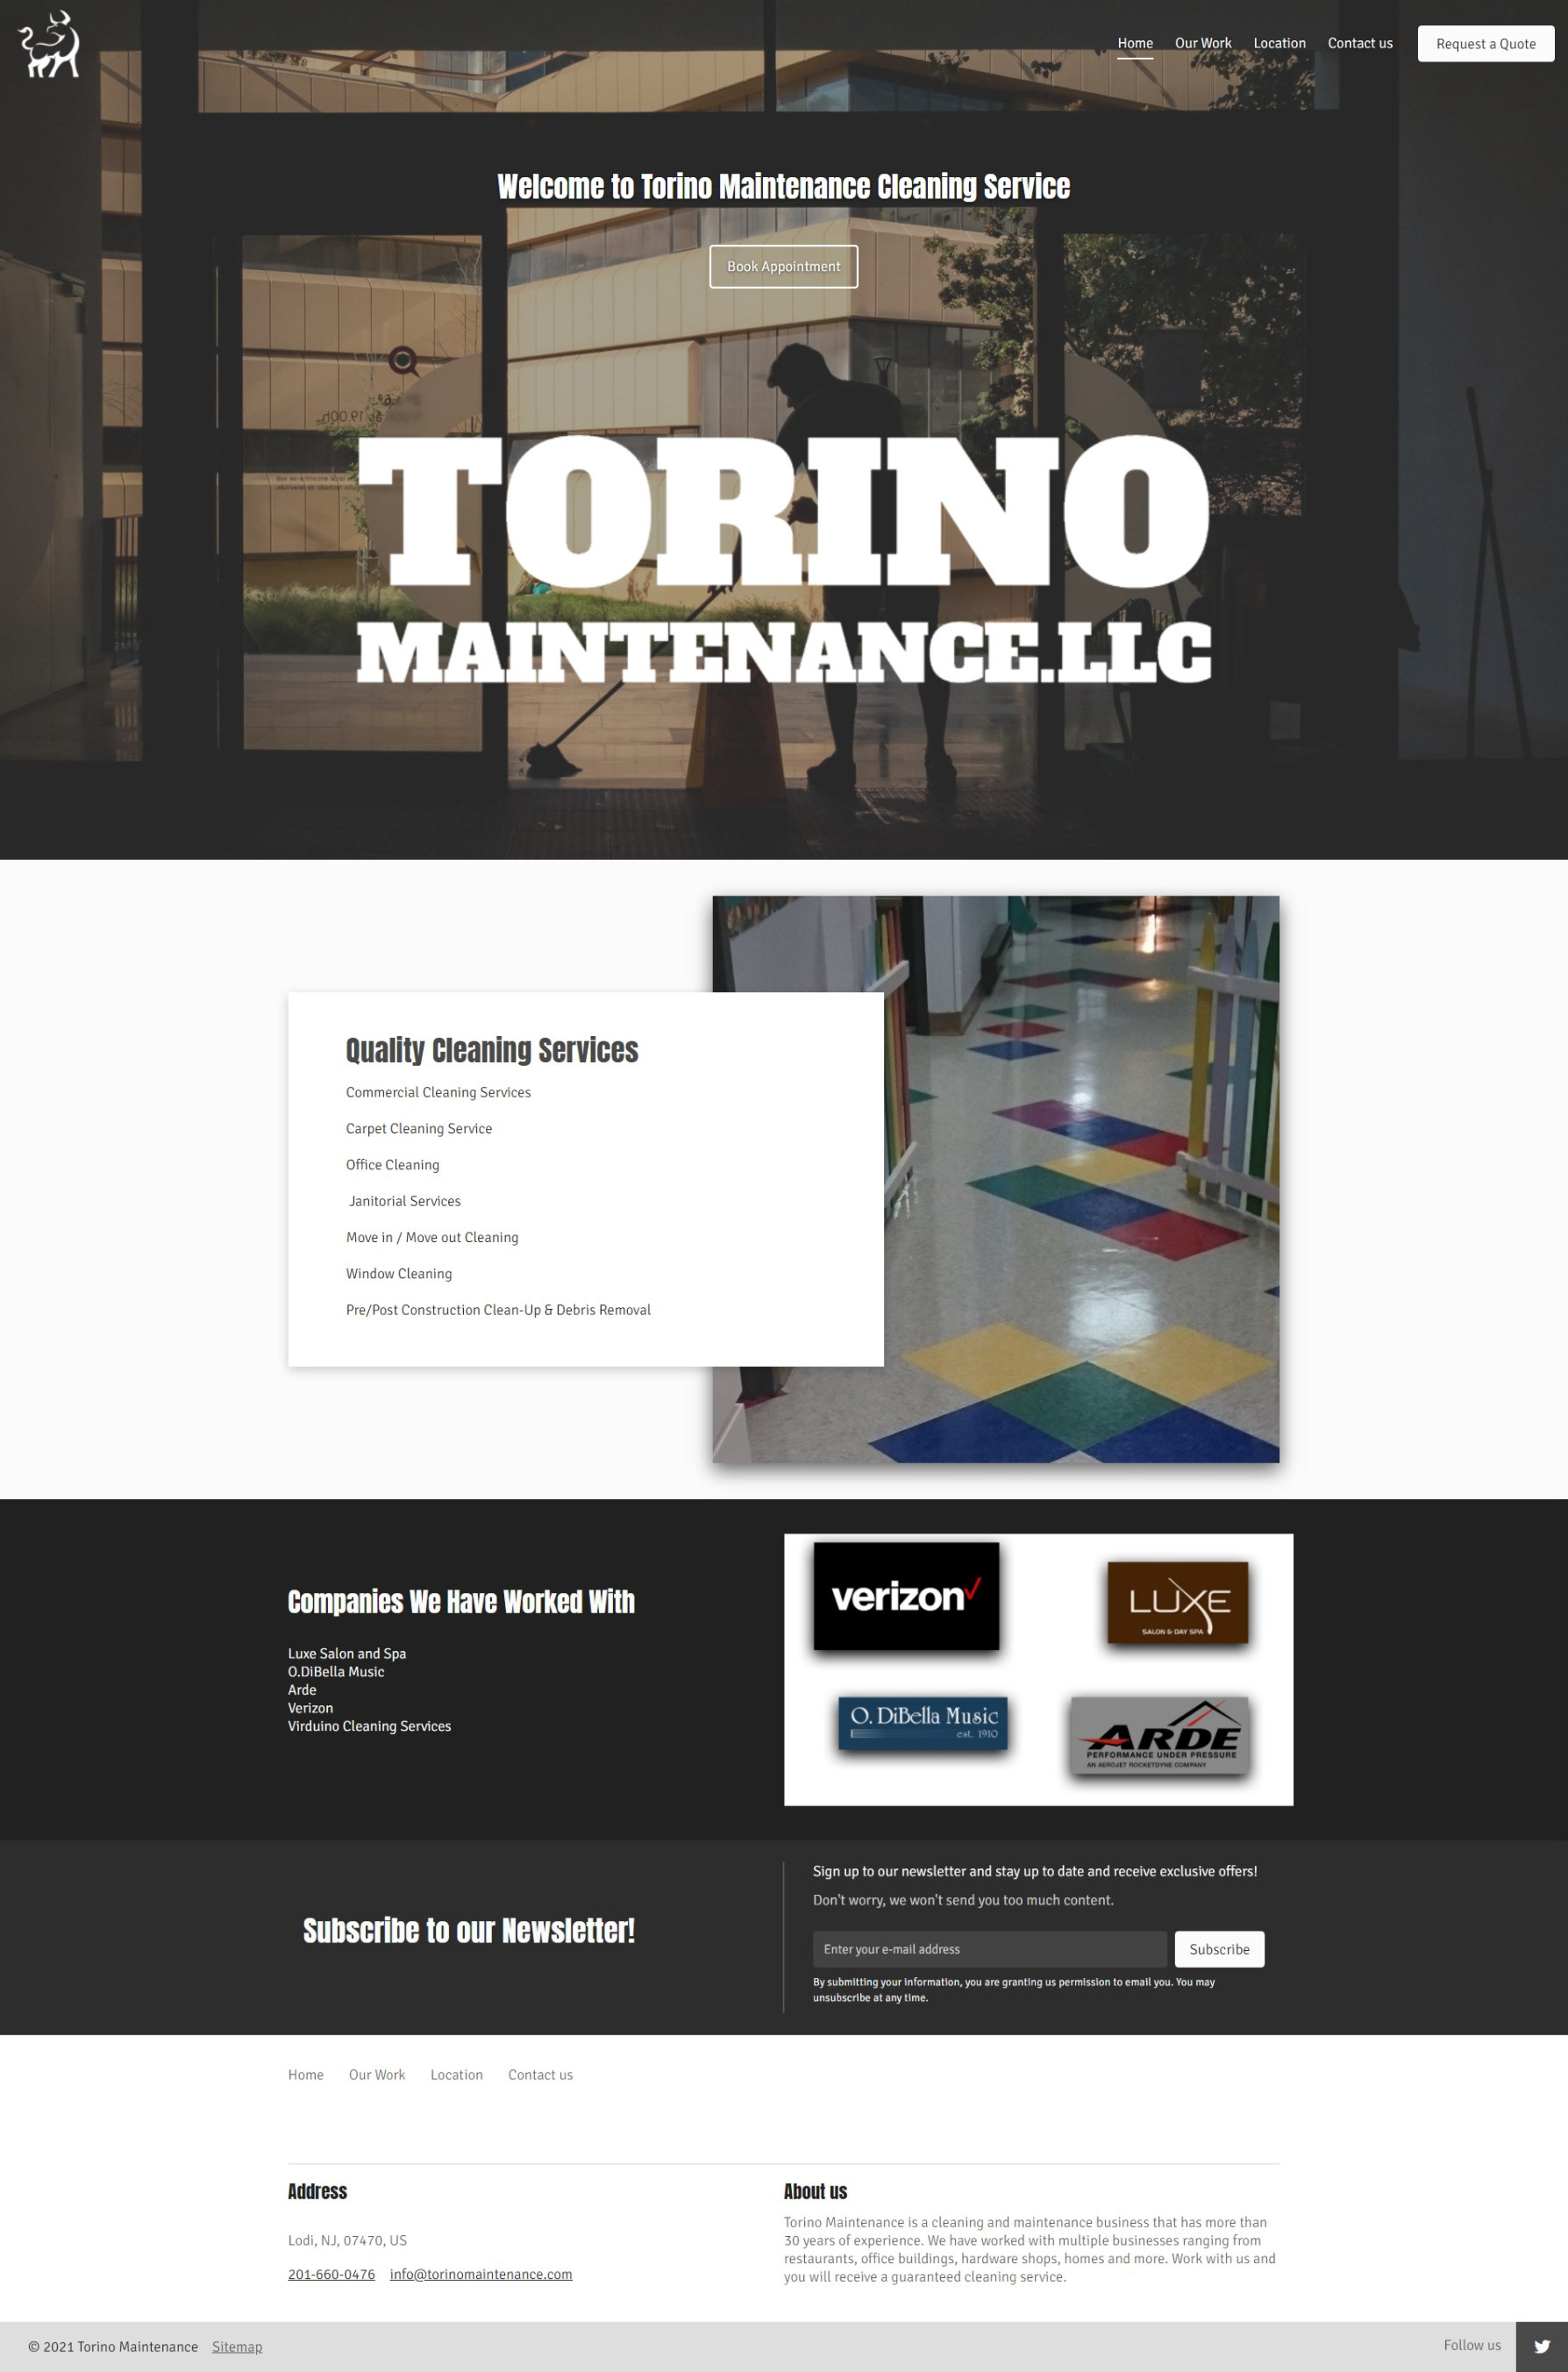 Home Our Work Location Contact us Request a Quote
Welcome to Torino Maintenance Cleaning Service
Book Appointment
TORINO
MAINTENANCE.LLC
Quality Cleaning Services
Commercial Cleaning Services
Carpet Cleaning Service
Office Cleaning
Janitorial Services
Move in / Move out Cleaning
Window Cleaning
Pre/Post Construction Clean-Up & Debris Removal
Companies We Have Worked With
Luxe Salon and Spa
O.DiBella Music
Arde
Verizon
Virduino Cleaning Services
verizon
LUXE
SALON & DAY SPA
O. DiBella Music
est. 1910
ARDE
PERFORMANCE UNDER PRESSURE
AN AEROJET ROCKETDYNE COMPANY
Subscribe to our Newsletter!
Sign up to our newsletter and stay up to date and receive exclusive offers!
Don't worry, we won't send you too much content.
Enter your e-mail address
Subscribe
By submitting your information, you are granting us permission to email you. You may
unsubscribe at any time.
Home Our Work Location Contact us
Address
Lodi, NJ, 07470, US
201-660-0476 info@torinomaintenance.com
About us
Torino Maintenance is a cleaning and maintenance business that has more than
30 years of experience. We have worked with multiple businesses ranging from
restaurants, office buildings, hardware shops, homes and more. Work with us and
you will receive a guaranteed cleaning service.
© 2021 Torino Maintenance Sitemap
Follow us